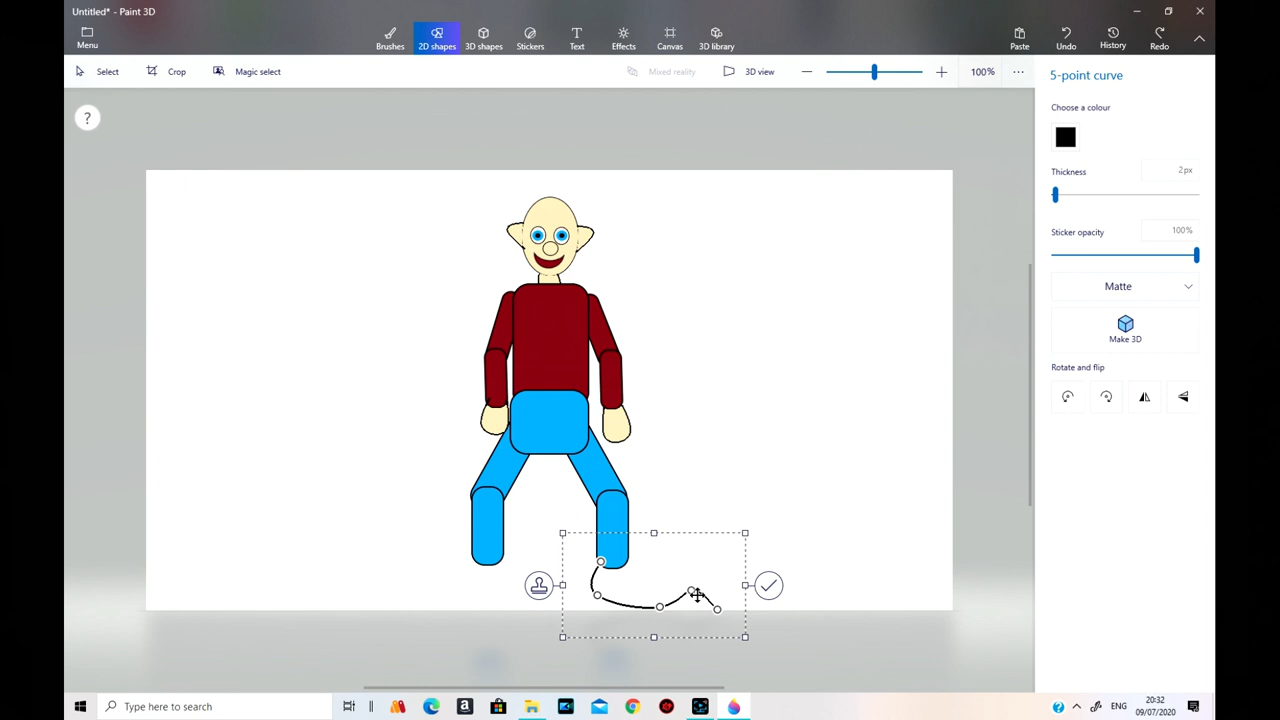 Untitled* - Paint 3D
Menu
Brushes
2D shapes
3D shapes
Stickers
Text
Effects
Canvas
3D library
Paste
Undo
History
Redo
Select
Crop
Magic select
Mixed reality
3D view
100%
?
5-point curve
Choose a colour
Thickness
2px
Sticker opacity
100%
Matte
Make 3D
Rotate and flip
Type here to search
ENG
20:32
09/07/2020